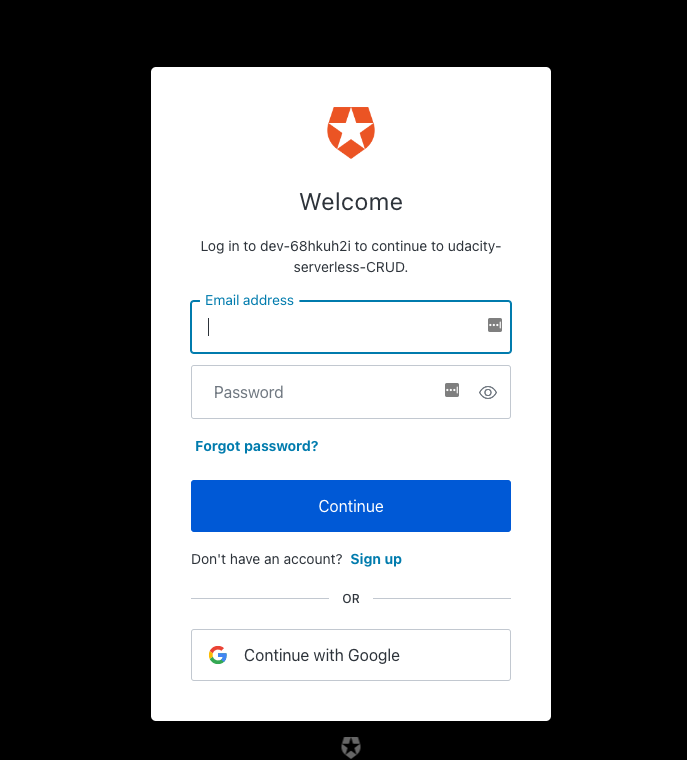 Welcome
Log in to dev-68hkuh2i to continue to udacity-
serverless-CRUD.
Email address
Password
Forgot password?
Continue
Don't have an account? Sign up
OR
Continue with Google